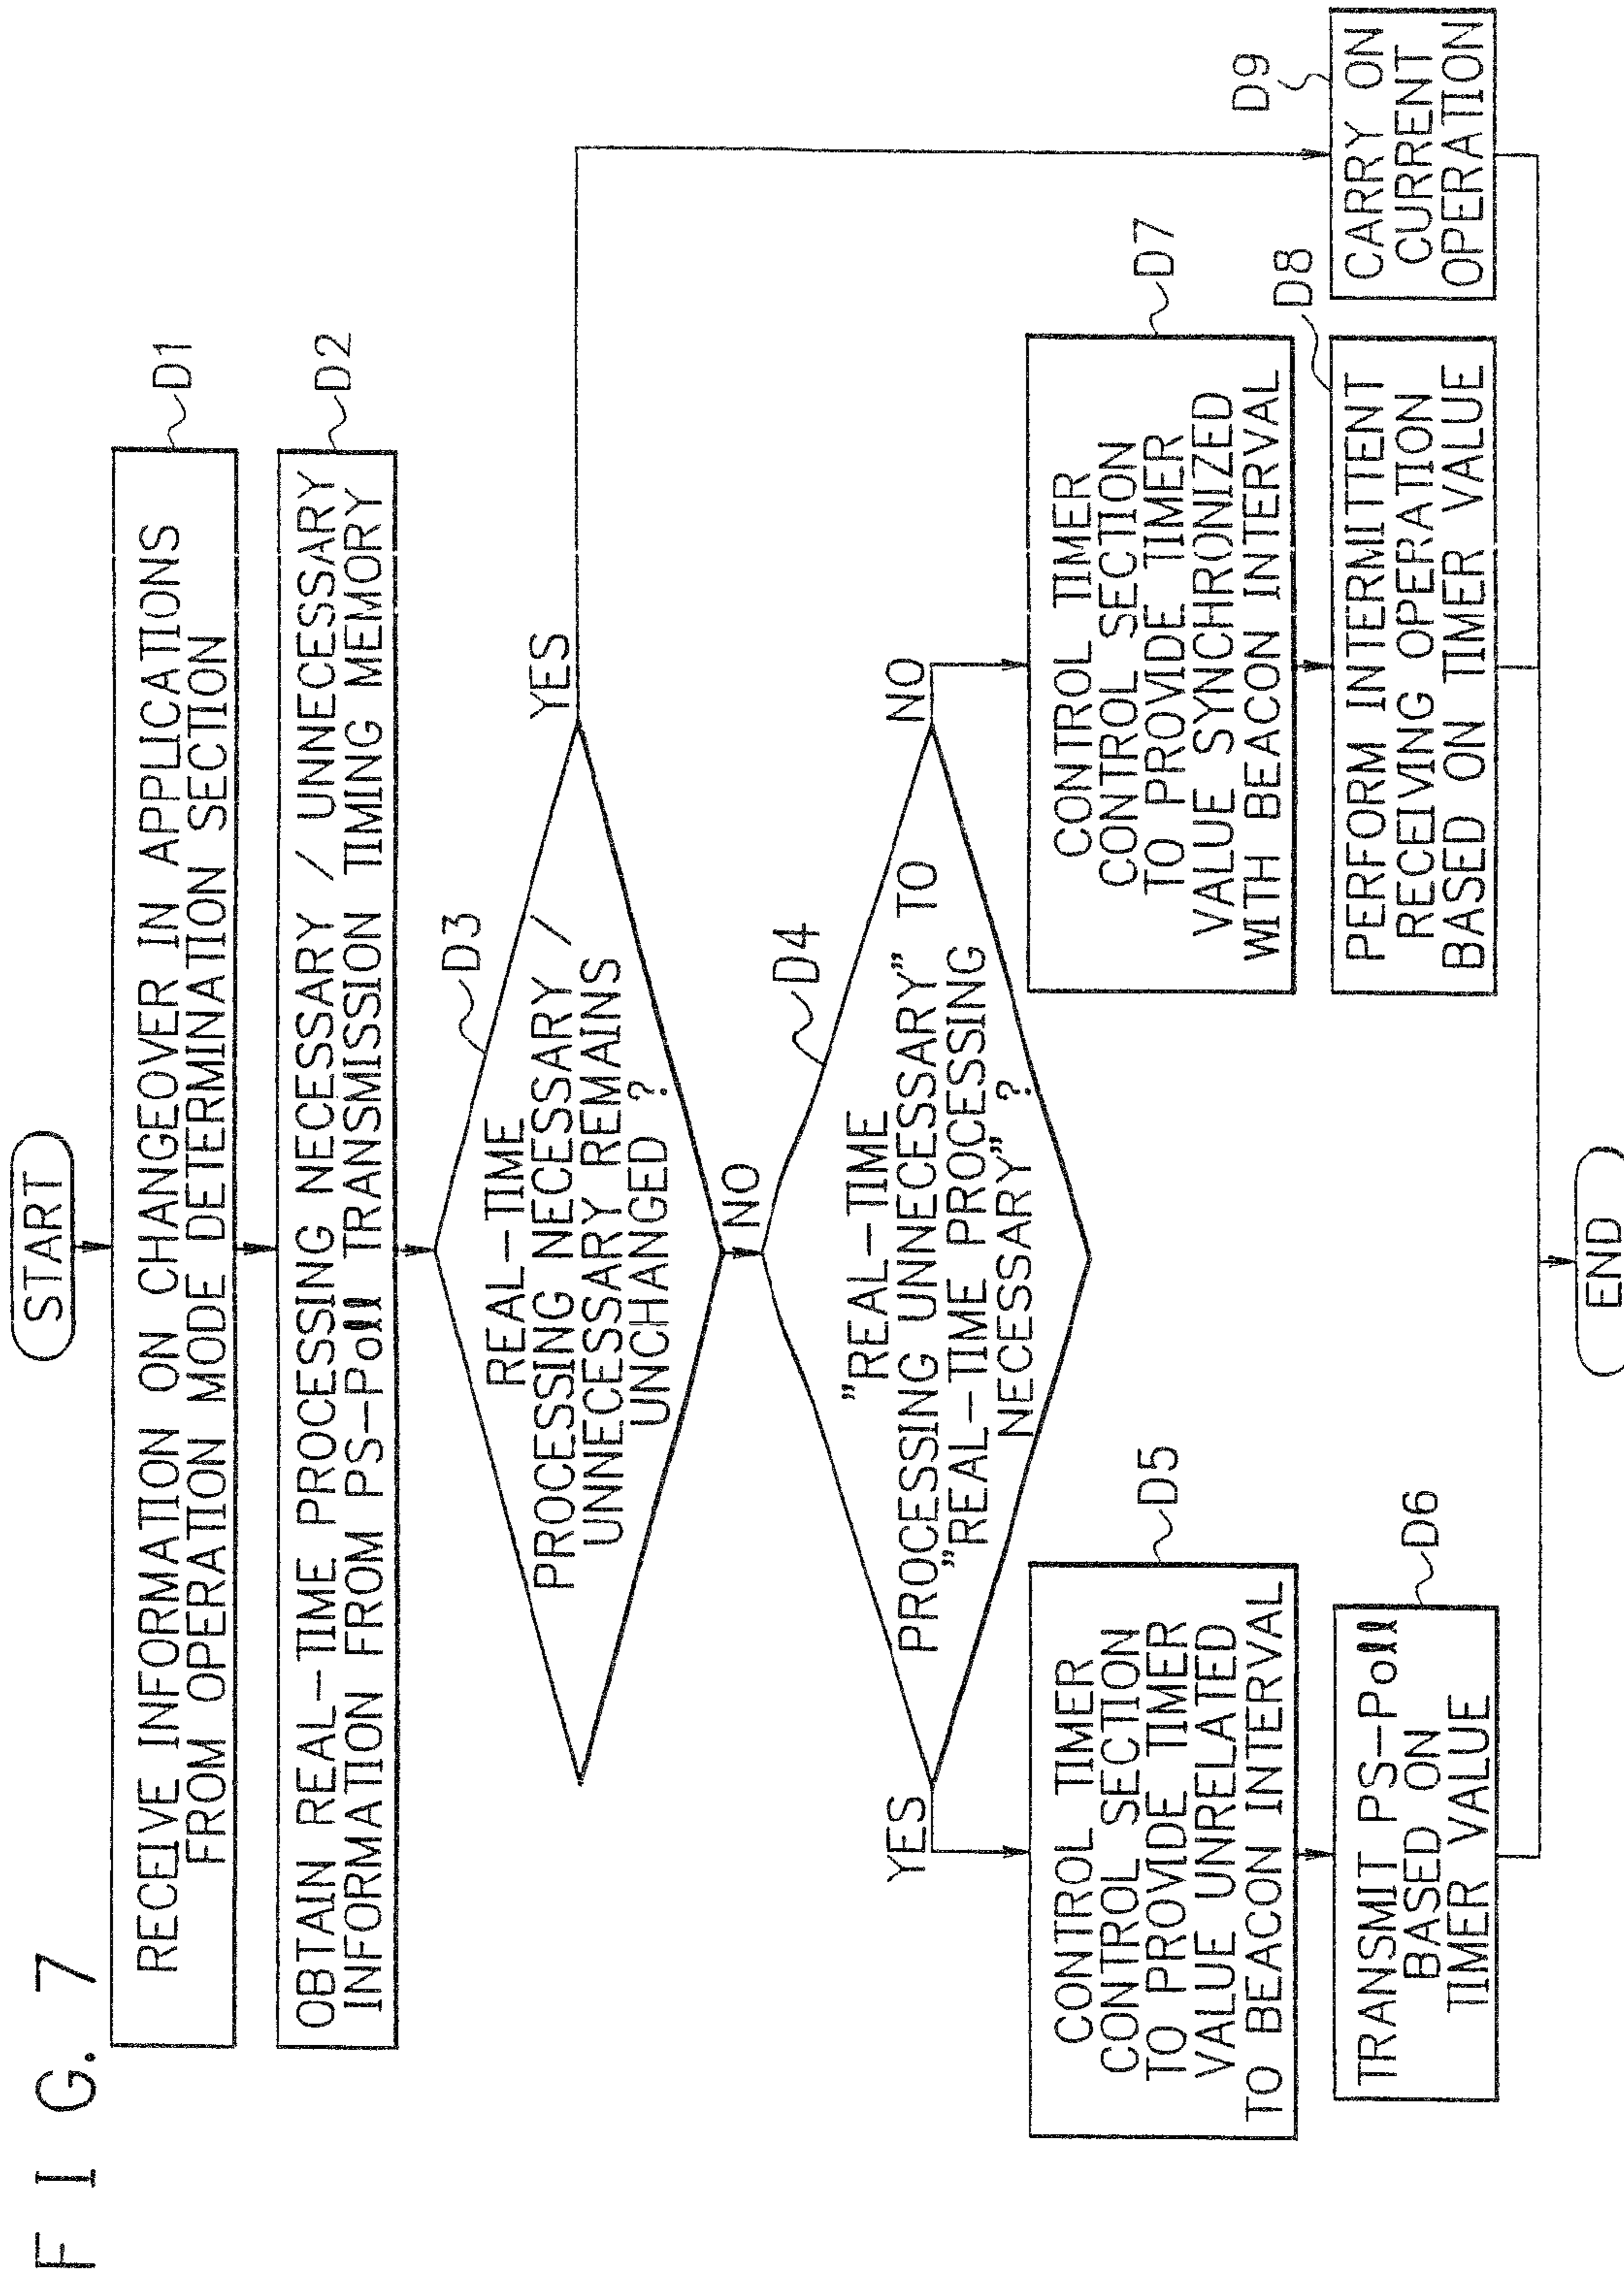 F I G. 7
START
RECEIVE INFORMATION ON CHANGEOVER IN APPLICATIONS
FROM OPERATION MODE DETERMINATION SECTION
D1
OBTAIN REAL-TIME PROCESSING NECESSARY / UNNECESSARY
INFORMATION FROM PS-Poll TRANSMISSION TIMING MEMORY
D2
D3
REAL-TIME
PROCESSING NECESSARY /
UNNECESSARY REMAINS
UNCHANGED ?
YES
NO
D4
"REAL-TIME
PROCESSING UNNECESSARY" TO
"REAL-TIME PROCESSING
NECESSARY" ?
YES
NO
CONTROL TIMER
CONTROL SECTION
TO PROVIDE TIMER
VALUE UNRELATED
TO BEACON INTERVAL
D5
TRANSMIT PS-Poll
BASED ON
TIMER VALUE
D6
CONTROL TIMER
CONTROL SECTION
TO PROVIDE TIMER
VALUE SYNCHRONIZED
WITH BEACON INTERVAL
D7
PERFORM INTERMITTENT
RECEIVING OPERATION
BASED ON TIMER VALUE
D8
CARRY ON
CURRENT
OPERATION
D9
END